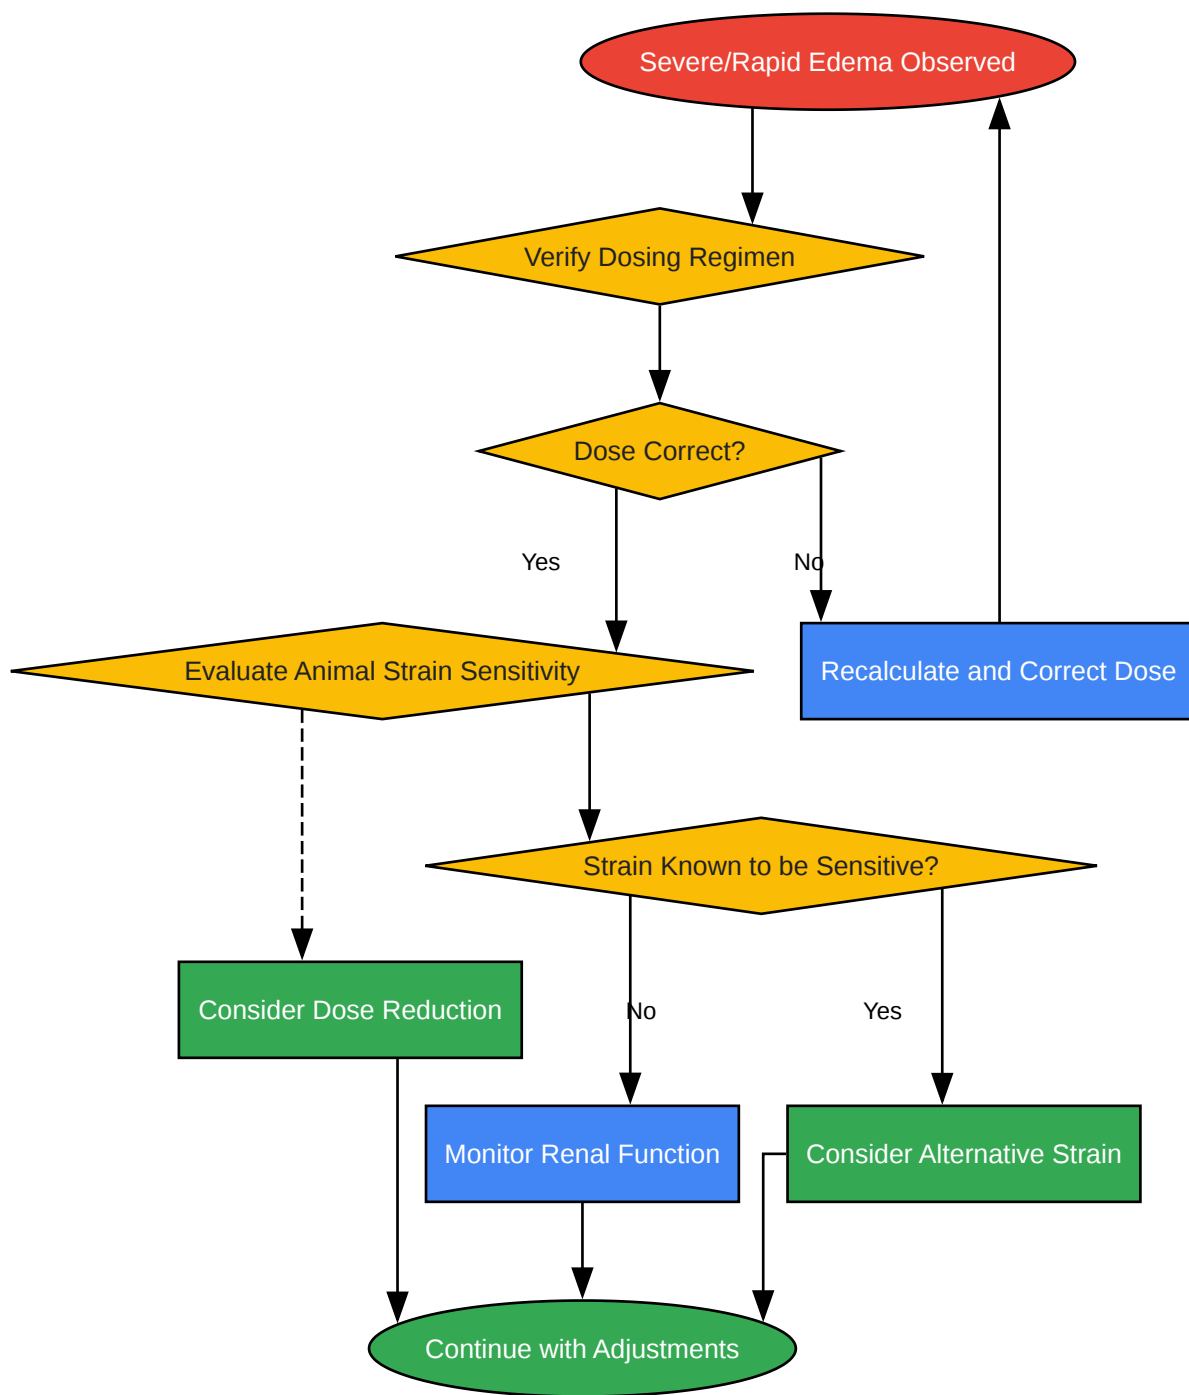 Severe/Rapid Edema Observed
Verify Dosing Regimen
Dose Correct?
Yes
No
Evaluate Animal Strain Sensitivity
Recalculate and Correct Dose
Strain Known to be Sensitive?
Consider Dose Reduction
No
Yes
Monitor Renal Function
Consider Alternative Strain
Continue with Adjustments